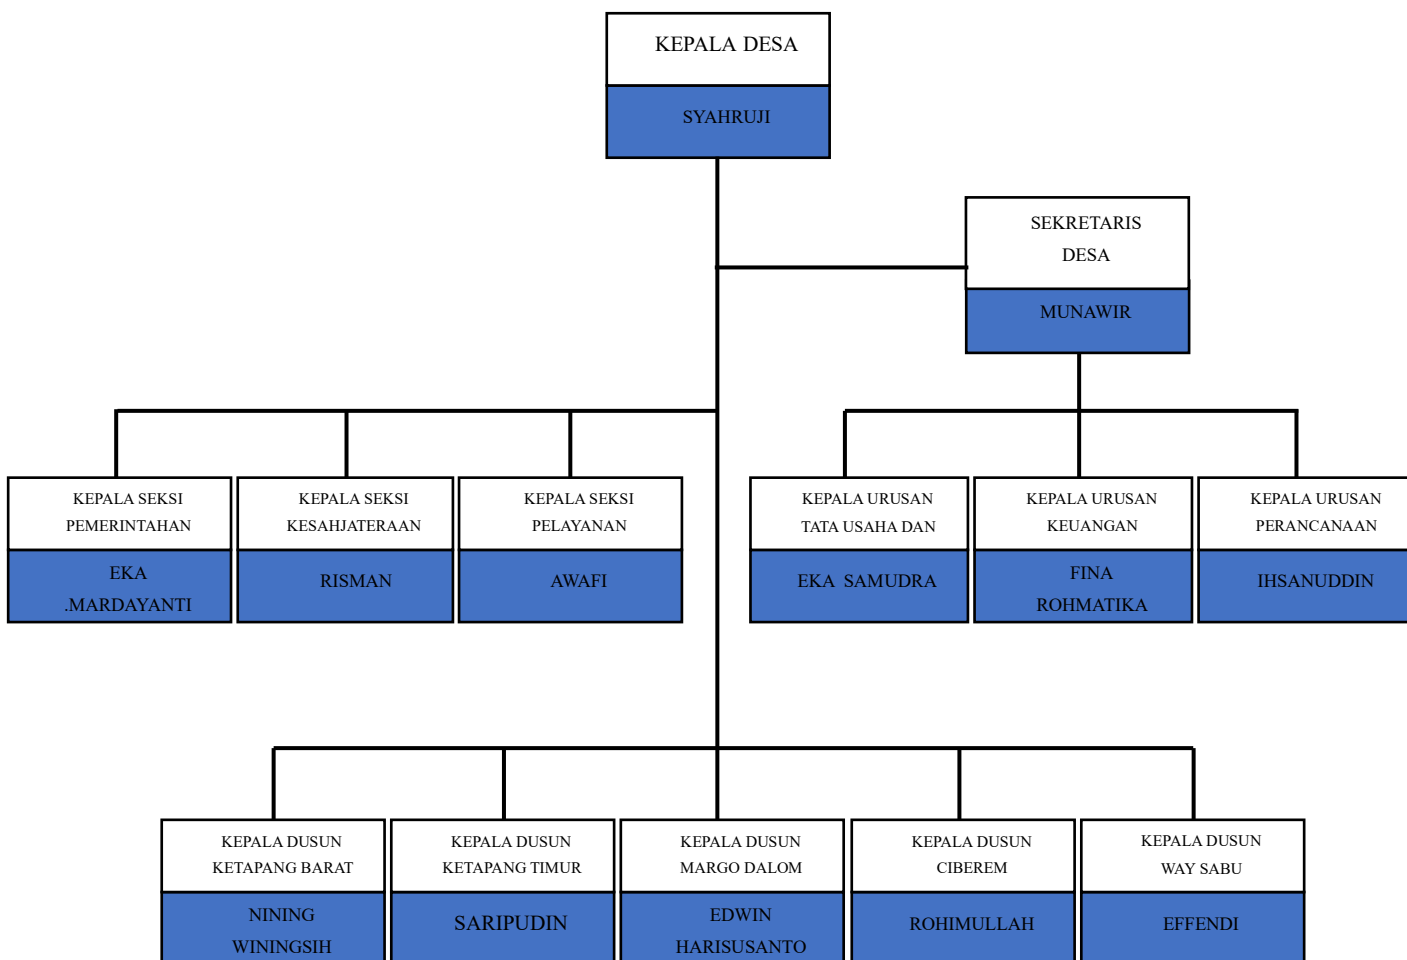 KEPALA DESA
SYAHRUJI
SEKRETARIS
DESA
MUNAWIR
KEPALA SEKSI
PEMERINTAHAN
EKA
.MARDAYANTI
KEPALA SEKSI
KESAHJATERAAN
RISMAN
KEPALA SEKSI
PELAYANAN
AWAFI
KEPALA URUSAN
TATA USAHA DAN
EKA SAMUDRA
KEPALA URUSAN
KEUANGAN
FINA
ROHMATIKA
KEPALA URUSAN
PERANCANAAN
IHSANUDDIN
KEPALA DUSUN
KETAPANG BARAT
NINING
WININGSIH
KEPALA DUSUN
KETAPANG TIMUR
SARIPUDIN
KEPALA DUSUN
MARGO DALOM
EDWIN
HARISUSANTO
KEPALA DUSUN
CIBEREM
ROHIMULLAH
KEPALA DUSUN
WAY SABU
EFFENDI